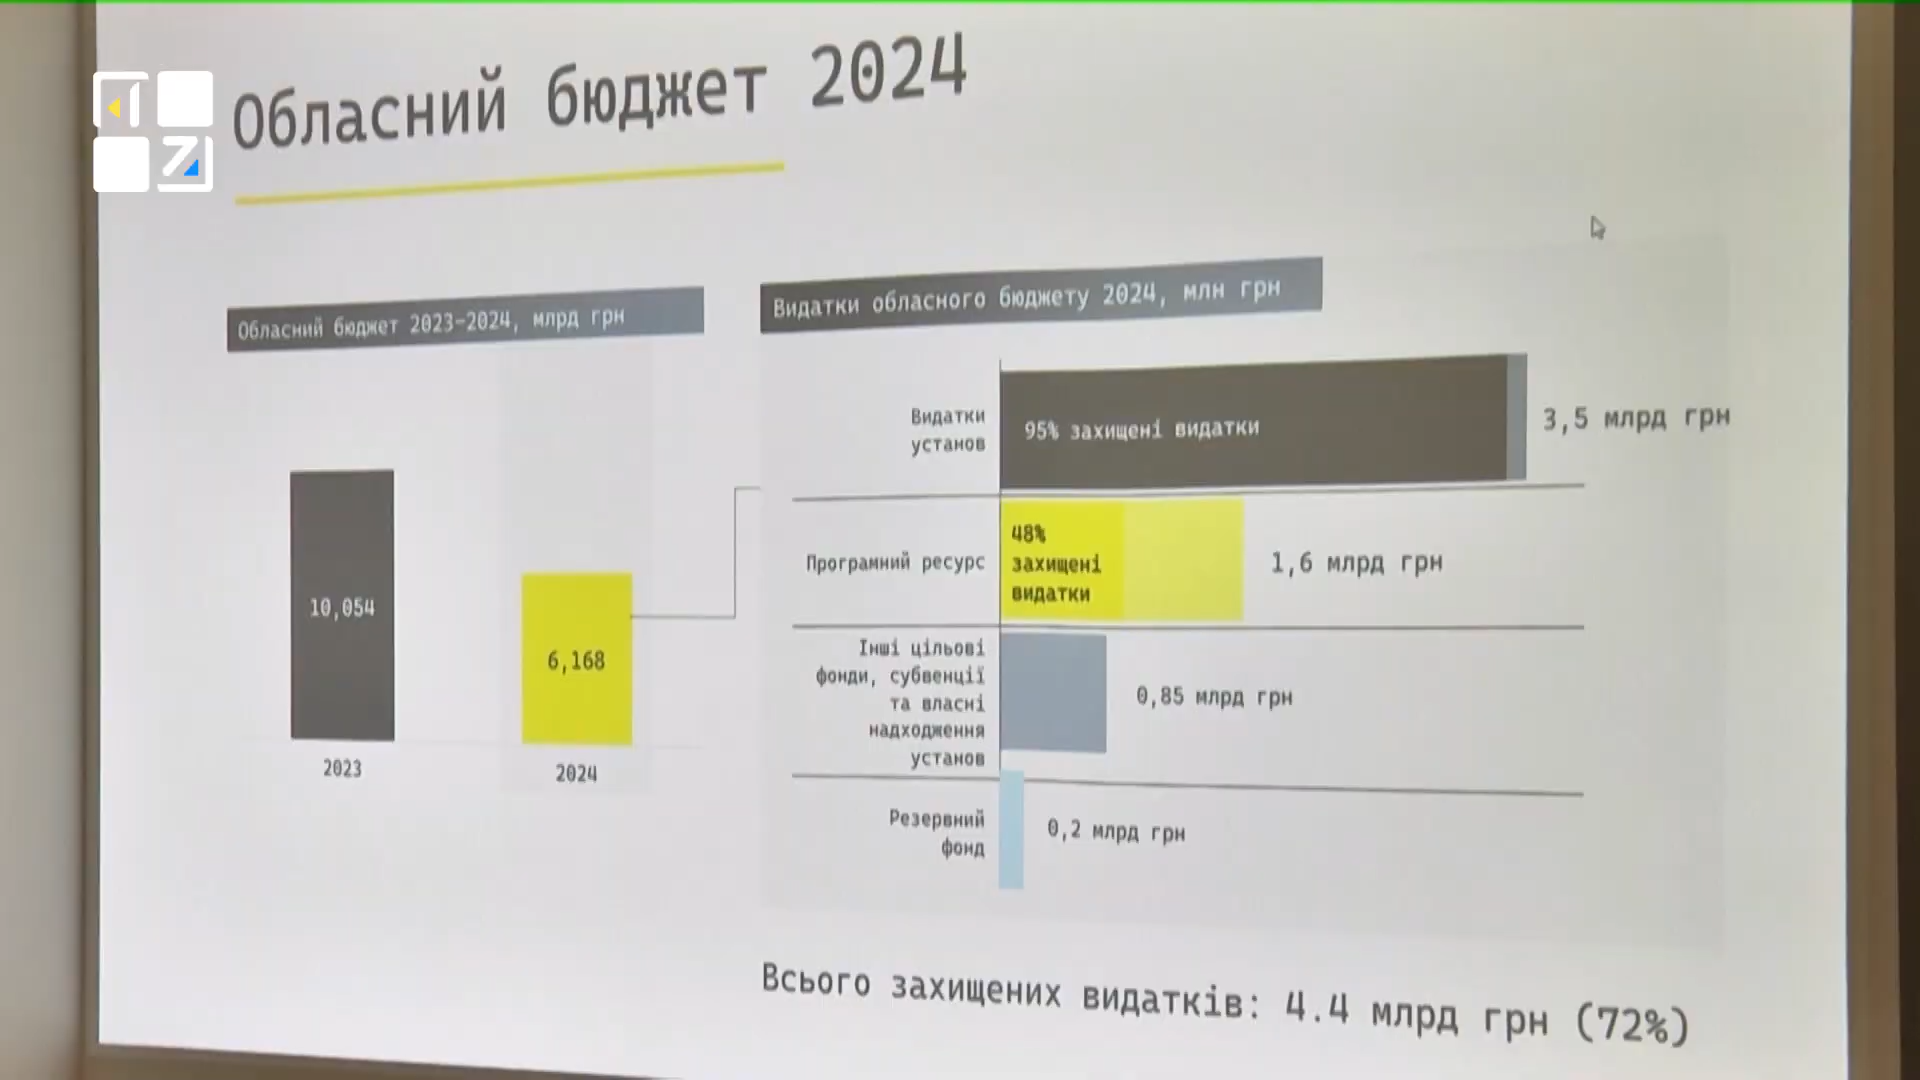 Обласний бюджет 2024
Обласний бюджет 2023-2024, млрд грн
10,054
6,168
2023
2024
Видатки обласного бюджету 2024, млн грн
Видатки
установ
95% захищені видатки
3,5 млрд грн
Програмний ресурс
48%
захищені
видатки
1,6 млрд грн
Інші цільові
фонди, субвенції
та власні
надходження
установ
0,85 млрд грн
Резервний
фонд
0,2 млрд грн
Всього захищених видатків: 4.4 млрд грн (72%)